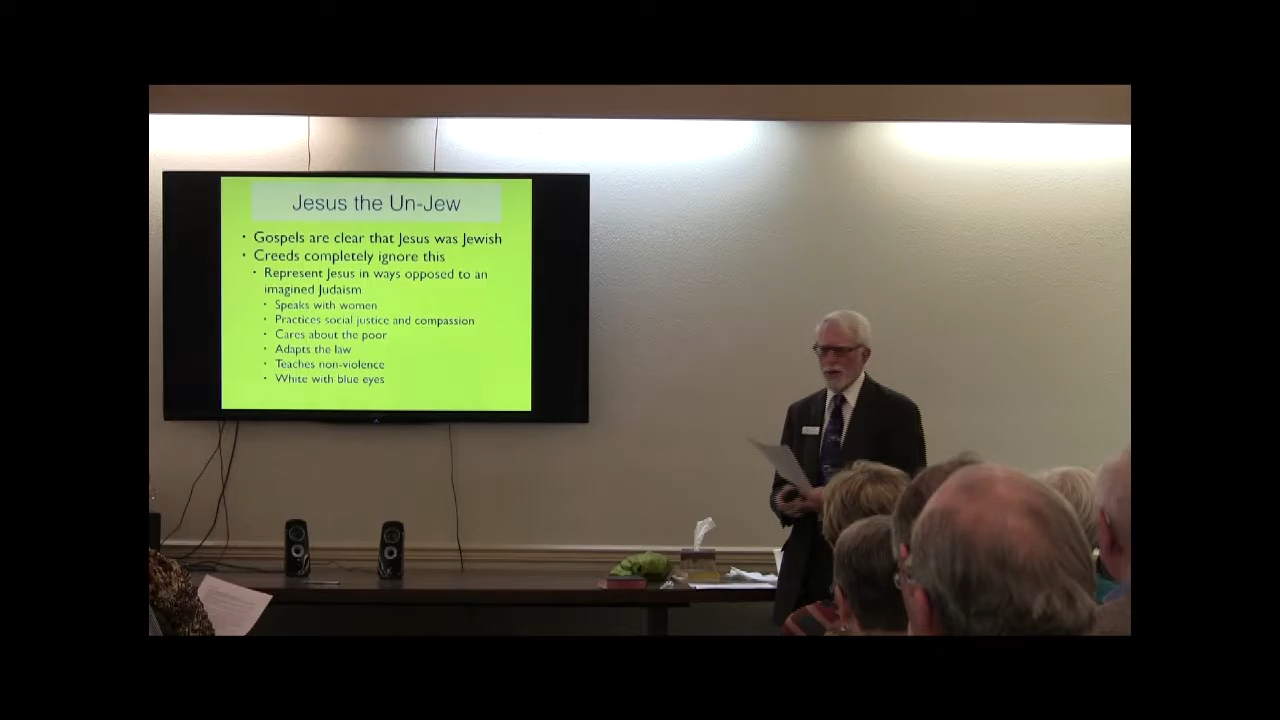 Jesus the Un-Jew
• Gospels are clear that Jesus was Jewish
• Creeds completely ignore this
• Represent Jesus in ways opposed to an
imagined Judaism
• Speaks with women
• Practices social justice and compassion
• Cares about the poor
• Adapts the law
• Teaches non-violence
• White with blue eyes